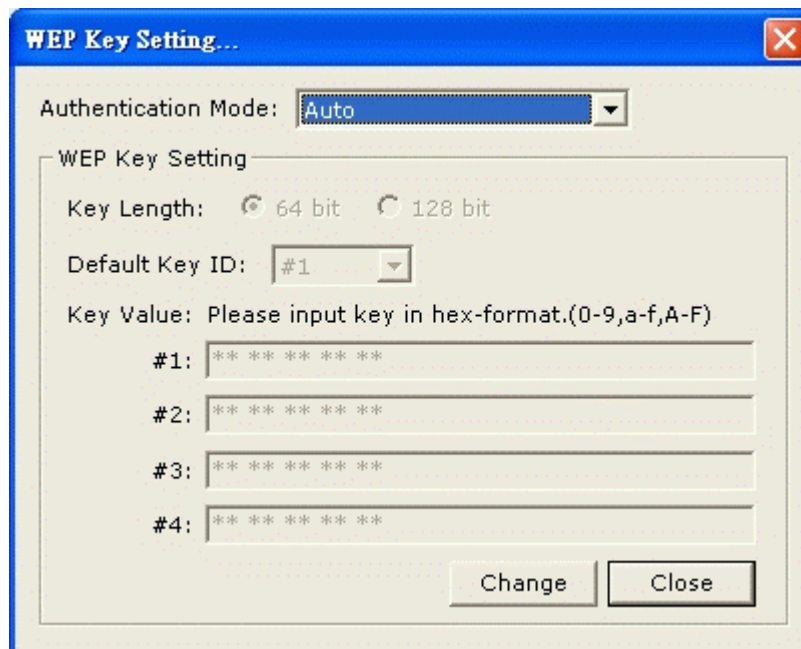 WEP Key Setting...
Authentication Mode: Auto
WEP Key Setting
Key Length: 64 bit 128 bit
Default Key ID: #1
Key Value: Please input key in hex-format.(0-9,a-f,A-F)
#1: ** ** ** ** **
#2: ** ** ** ** **
#3: ** ** ** ** **
#4: ** ** ** ** **
Change Close